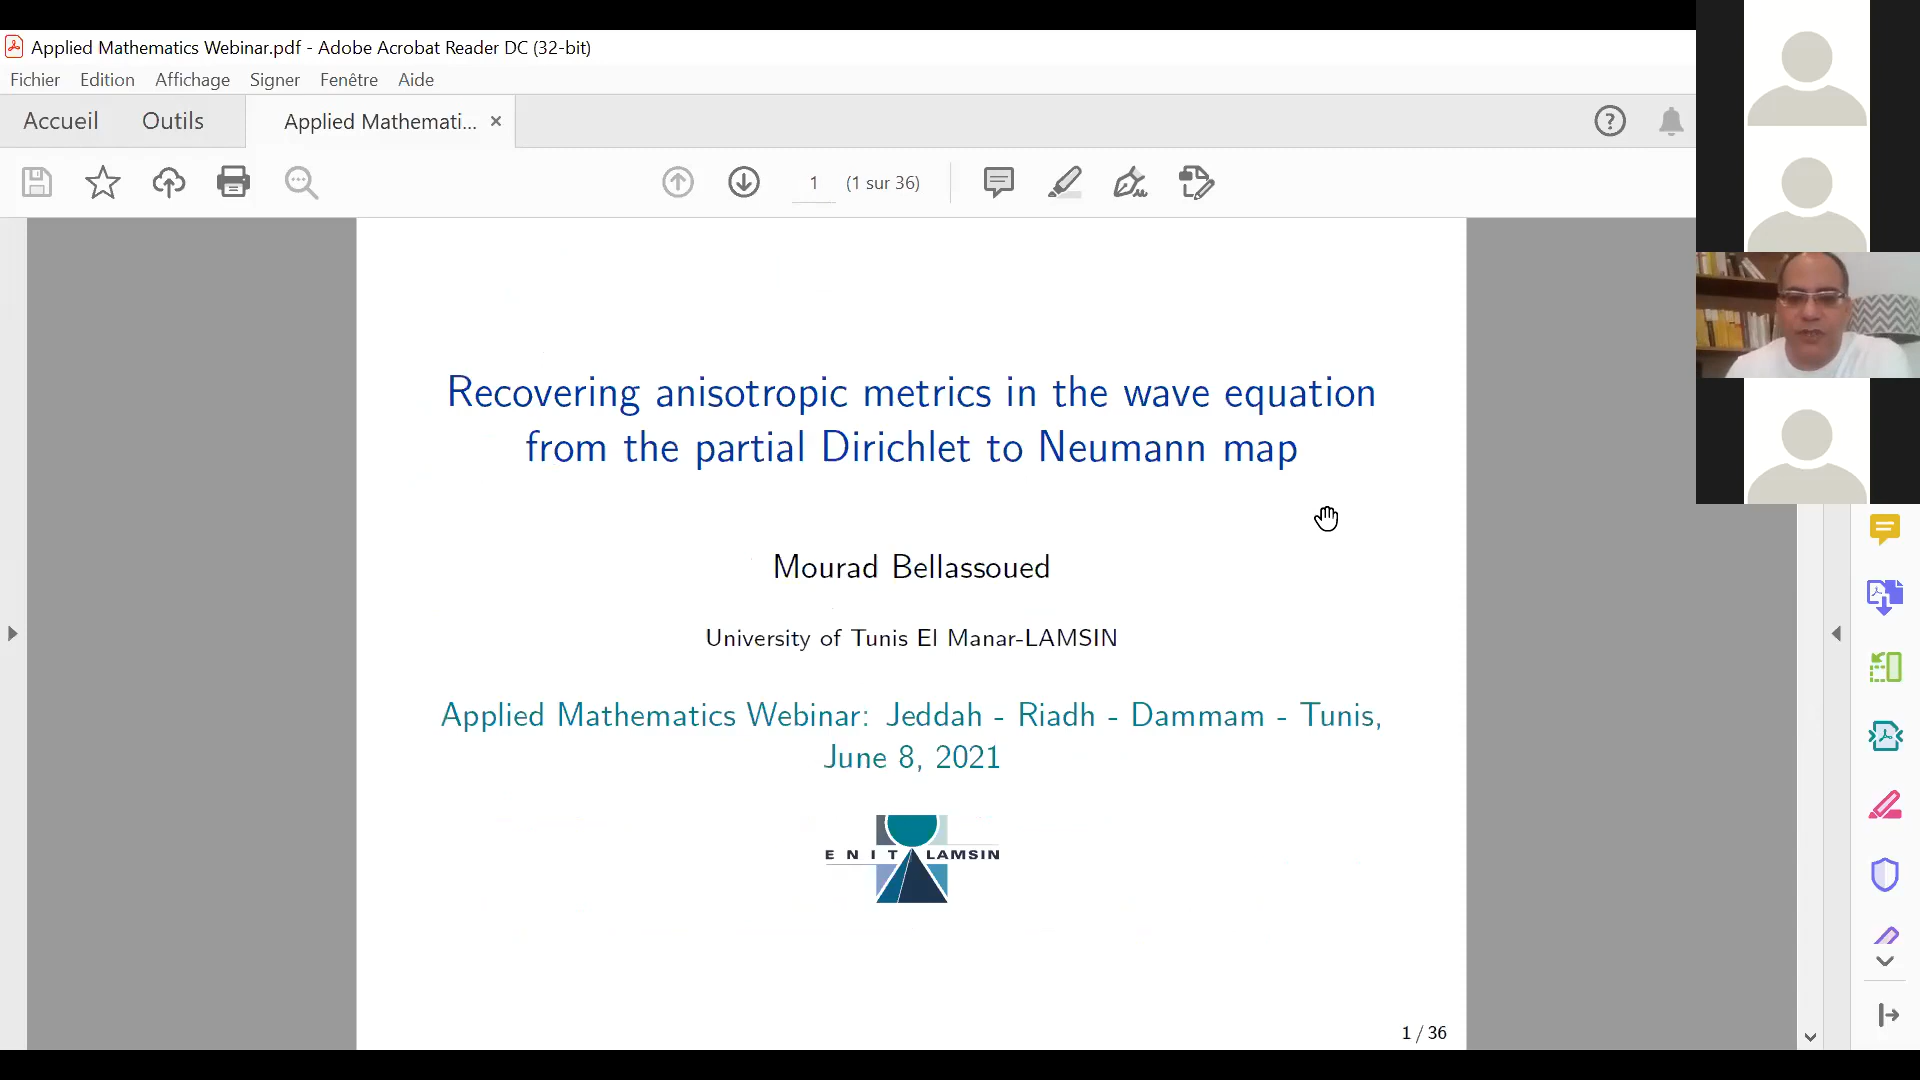 Applied Mathematics Webinar.pdf - Adobe Acrobat Reader DC (32-bit)
Fichier Edition Affichage Signer Fenêtre Aide
Accueil Outils Applied Mathemati... ×
1 (1 sur 36)
Recovering anisotropic metrics in the wave equation
from the partial Dirichlet to Neumann map
Mourad Bellassoued
University of Tunis El Manar-LAMSIN
Applied Mathematics Webinar: Jeddah - Riadh - Dammam - Tunis,
June 8, 2021
ENIT LAMSIN
1 / 36